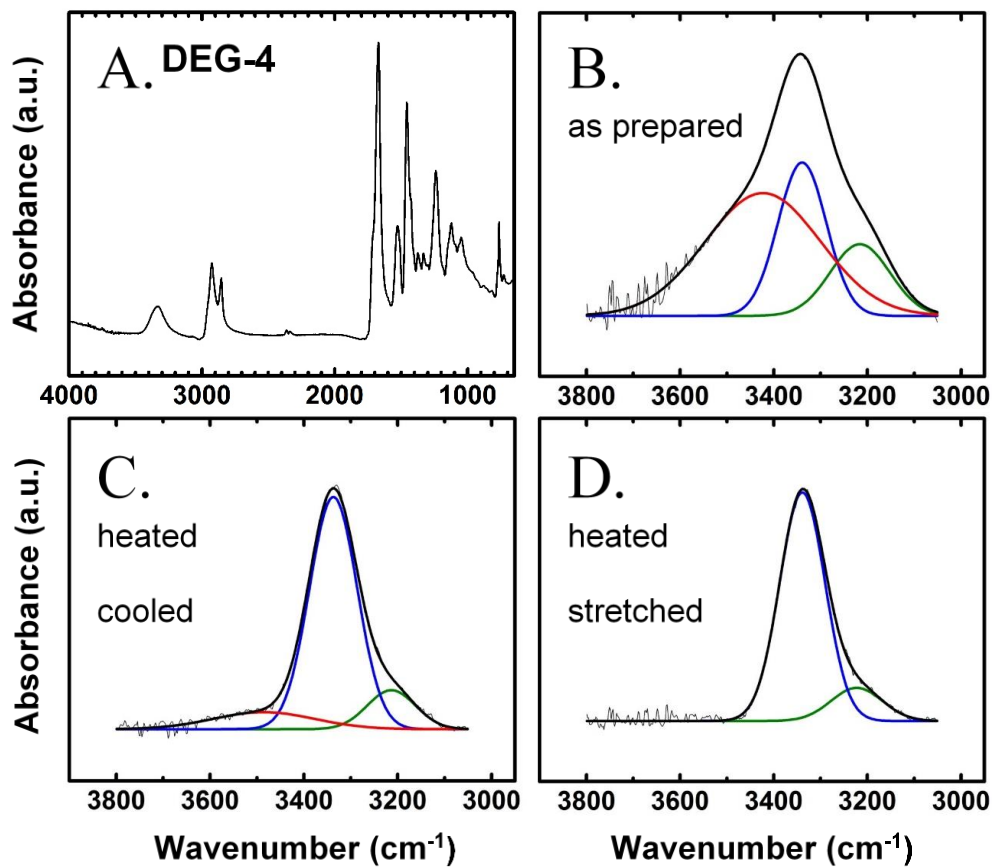 A. DEG-4
Absorbance (a.u.)
4000 3000 2000 1000
B.
as prepared
3800 3600 3400 3200 3000
C.
heated
cooled
Absorbance (a.u.)
3800 3600 3400 3200 3000
Wavenumber (cm⁻¹)
D.
heated
stretched
3800 3600 3400 3200 3000
Wavenumber (cm⁻¹)